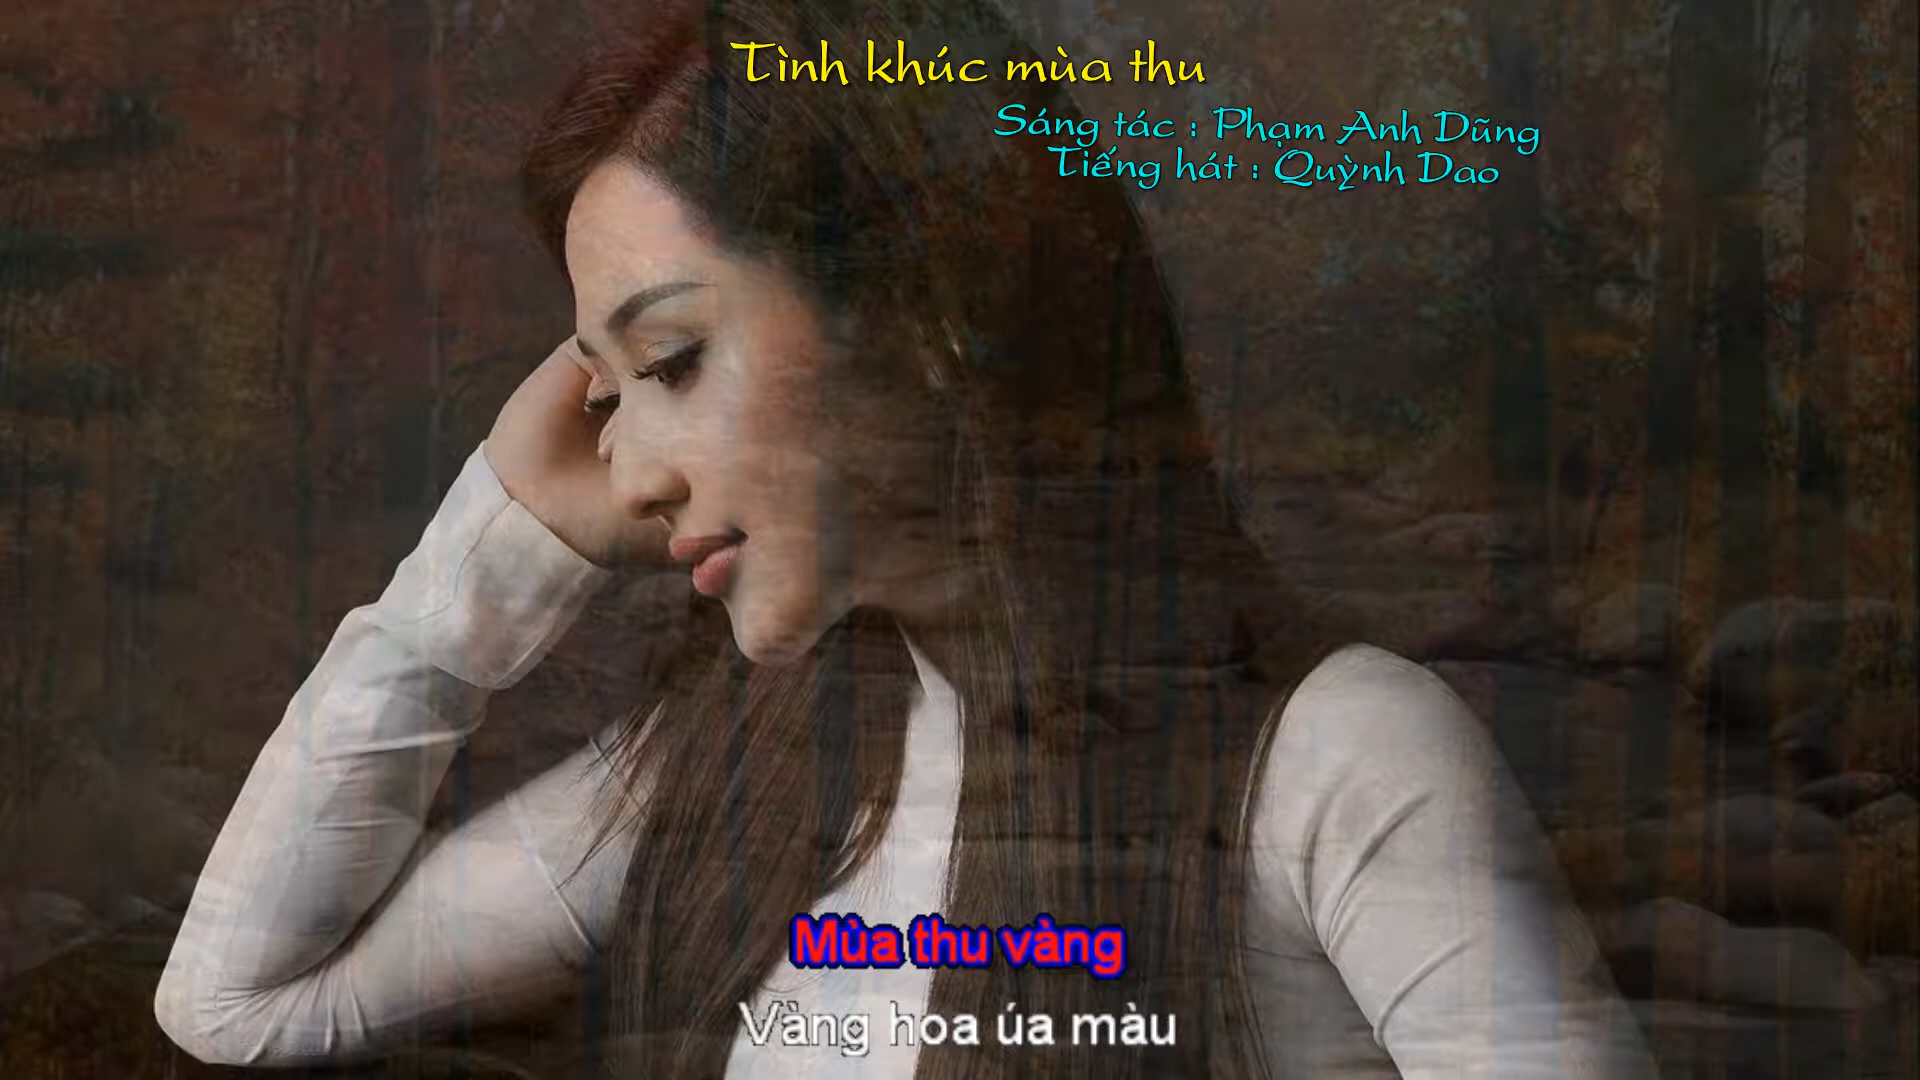 Tình khúc mùa thu
Sáng tác : Phạm Anh Dũng
Tiếng hát : Quỳnh Dao
Mùa thu vàng
Vàng hoa úa màu